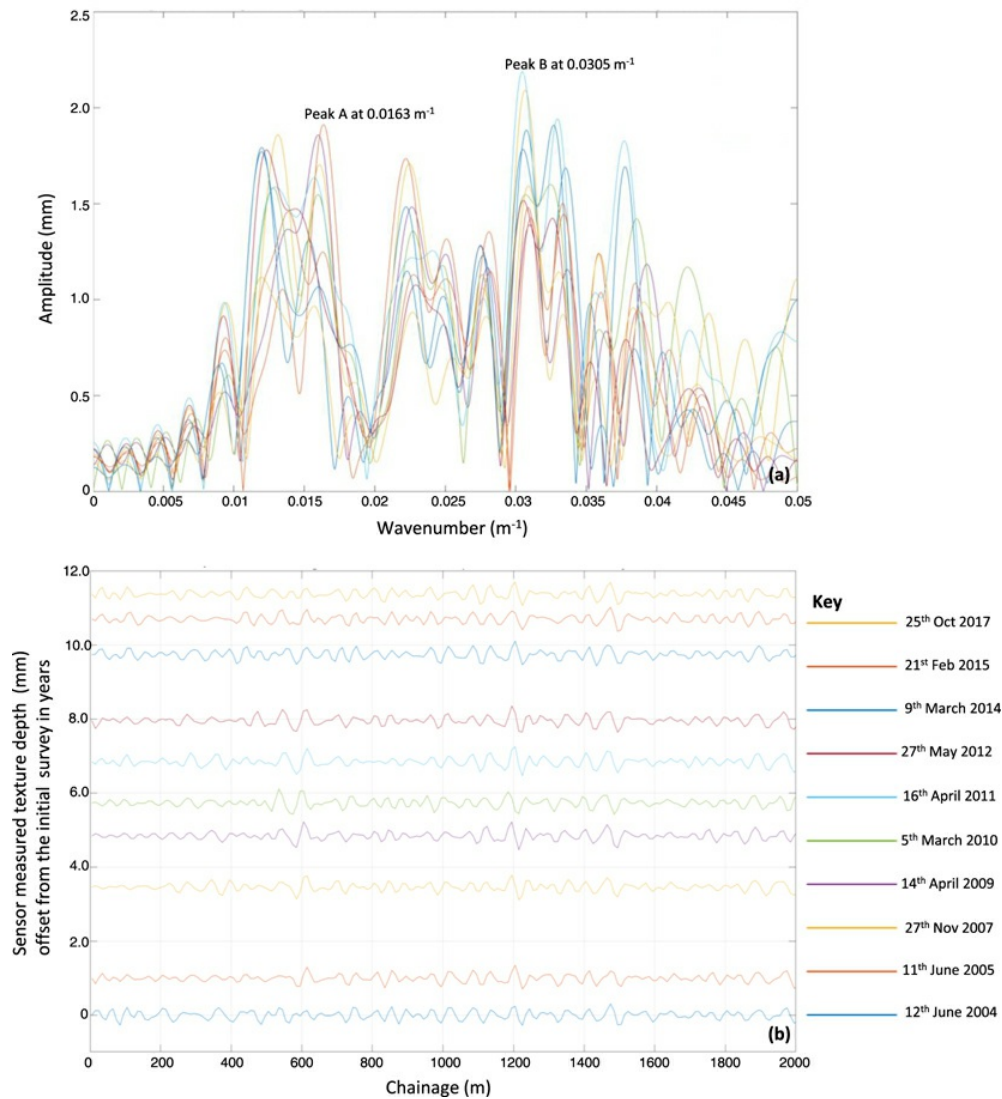 2.5
2.0
1.5
1.0
0.5
0
Amplitude (mm)
Peak A at 0.0163 m⁻¹
Peak B at 0.0305 m⁻¹
(a)
0 0.005 0.01 0.015 0.02 0.025 0.03 0.035 0.04 0.045 0.05
Wavenumber (m⁻¹)
12.0
10.0
8.0
6.0
4.0
2.0
0
Sensor measured texture depth (mm)
offset from the initial survey in years
(b)
0 200 400 600 800 1000 1200 1400 1600 1800 2000
Chainage (m)
Key
25th Oct 2017
21st Feb 2015
9th March 2014
27th May 2012
16th April 2011
5th March 2010
14th April 2009
27th Nov 2007
11th June 2005
12th June 2004